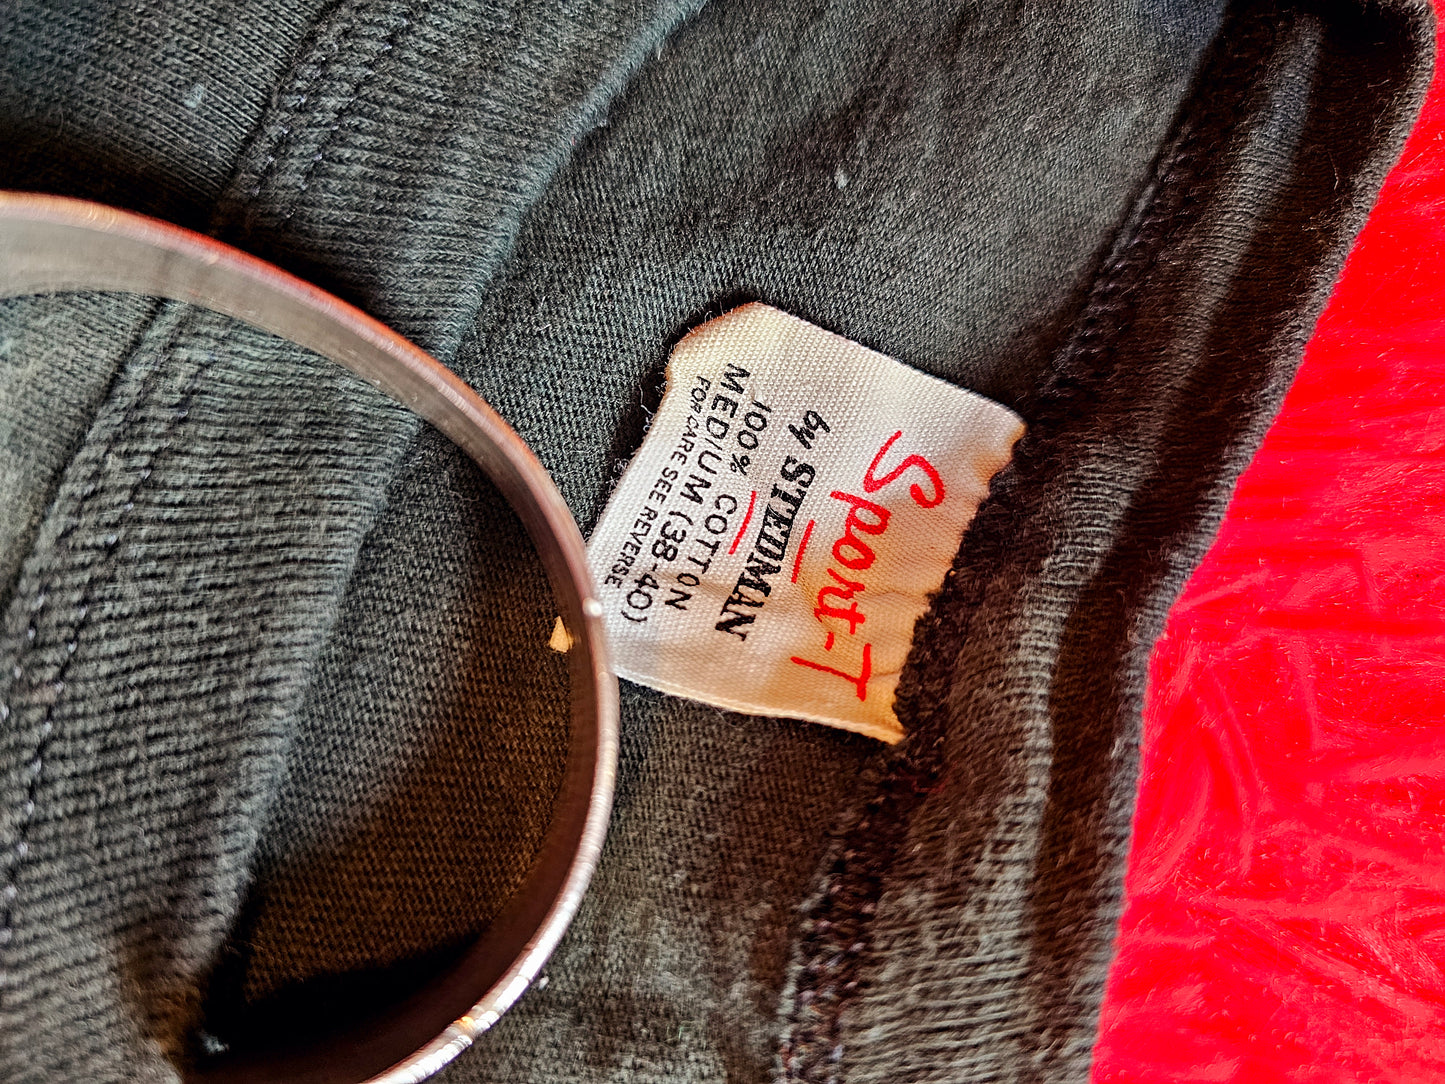 Sport-T
by STEDMAN
100% COTTON
MEDIUM (38-40)
FOR CARE SEE REVERSE